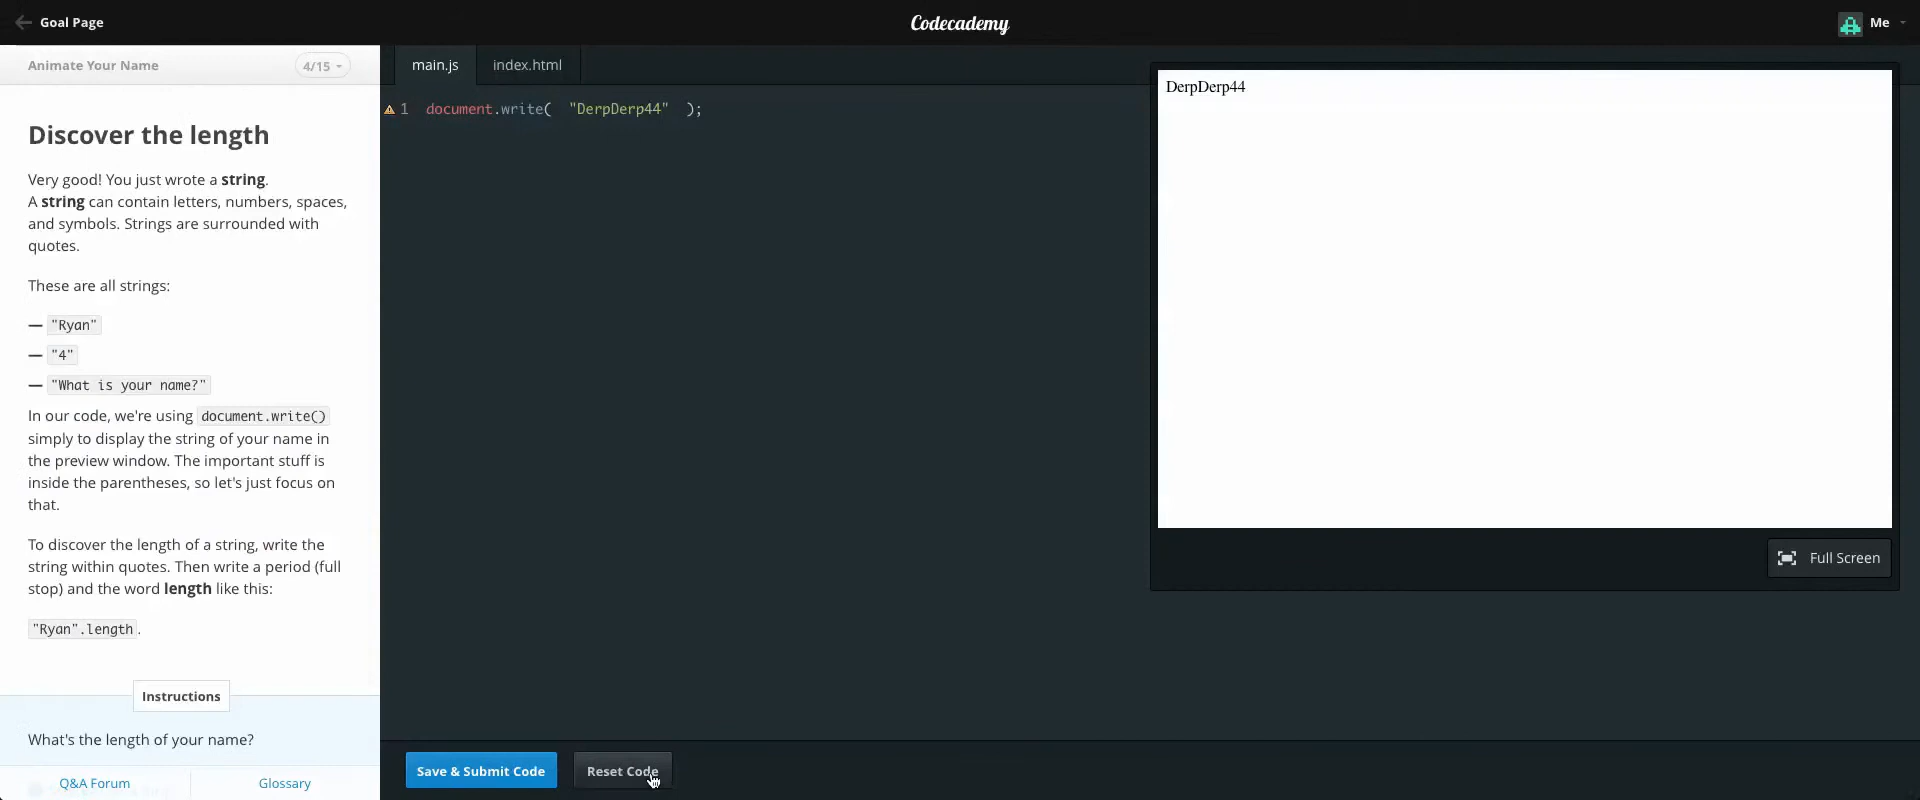 Goal Page
Codecademy
Me
Animate Your Name
4/15
main.js
index.html
Discover the length
Very good! You just wrote a string.
A string can contain letters, numbers, spaces,
and symbols. Strings are surrounded with
quotes.
These are all strings:
— "Ryan"
— "4"
— "What is your name?"
In our code, we're using document.write()
simply to display the string of your name in
the preview window. The important stuff is
inside the parentheses, so let's just focus on
that.
To discover the length of a string, write the
string within quotes. Then write a period (full
stop) and the word length like this:
"Ryan".length.
Instructions
What's the length of your name?
Q&A Forum
Glossary
1 document.write( "DerpDerp44" );
DerpDerp44
Full Screen
Save & Submit Code
Reset Code